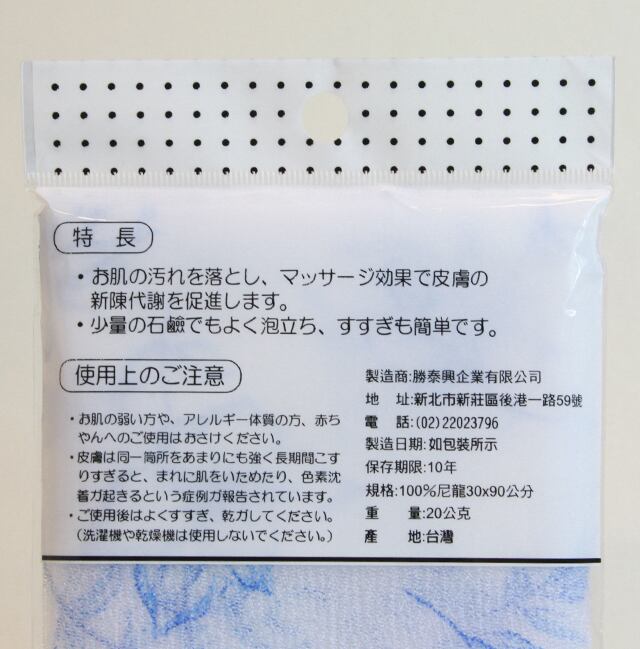 特長
・お肌の汚れを落とし、マッサージ効果で皮膚の
新陳代謝を促進します。
・少量の石鹼でもよく泡立ち、すすぎも簡単です。
使用上のご注意
・お肌の弱い方や、アレルギー体質の方、赤ち
ゃんへのご使用はおさけください。
・皮膚は同一箇所をあまりにも強く長期間こす
りすぎると、まれに肌をいためたり、色素沈
着が起きるという症例が報告されています。
・ご使用後はよくすすぎ、乾かしてください。
(洗濯機や乾燥機は使用しないでください。)
製造商:勝泰興企業有限公司
地 址:新北市新莊區後港一路59號
電 話:(02)22023796
製造日期:如包裝所示
保存期限:10年
規格:100%尼龍30x90公分
重 量:20公克
產 地:台灣